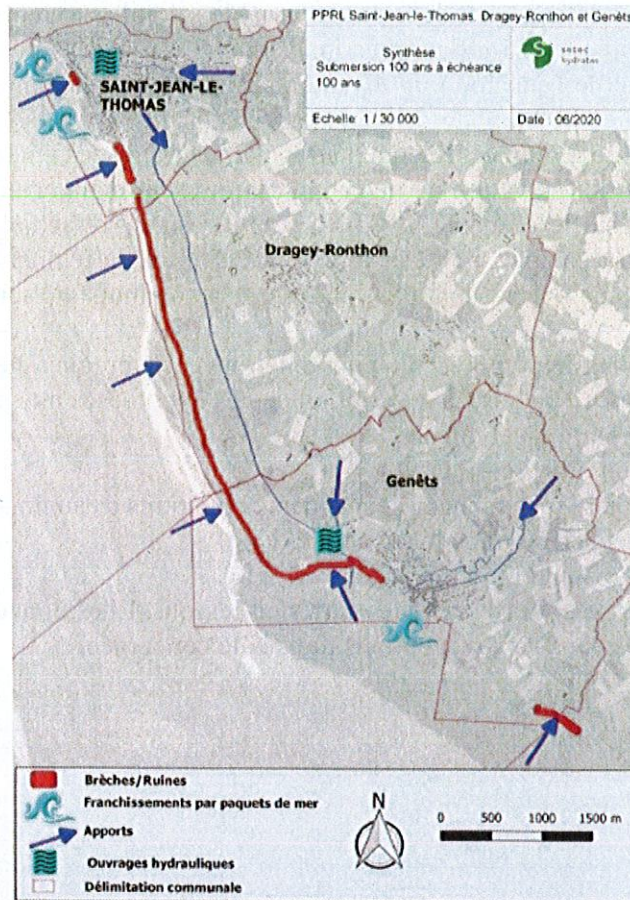 PPRL Saint-Jean-le-Thomas, Dragey-Ronthon et Genêts
Synthèse
Submersion 100 ans à échéance
100 ans
setec
hydratec
Echelle 1 / 30 000
Date : 06/2020
SAINT-JEAN-LE-
THOMAS
Dragey-Ronthon
Genêts
Brèches/Ruines
Franchissements par paquets de mer
Apports
Ouvrages hydrauliques
Délimitation communale
N
0 500 1000 1500 m